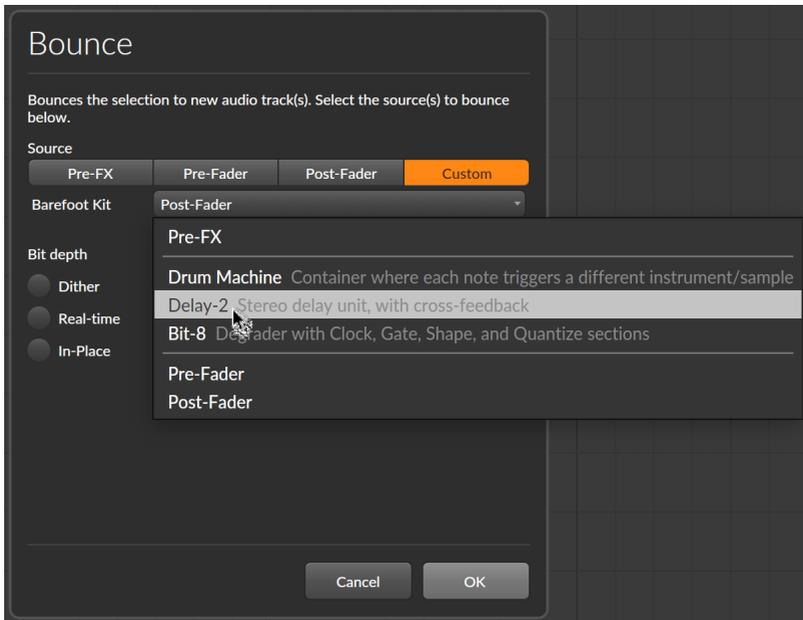 Bounce
Bounces the selection to new audio track(s). Select the source(s) to bounce
below.
Source
Pre-FX Pre-Fader Post-Fader Custom
Barefoot Kit Post-Fader
Pre-FX
Bit depth
Drum Machine Container where each note triggers a different instrument/sample
Dither
Delay-2 Stereo delay unit, with cross-feedback
Real-time
Bit-8 Degrader with Clock, Gate, Shape, and Quantize sections
In-Place
Pre-Fader
Post-Fader
Cancel OK